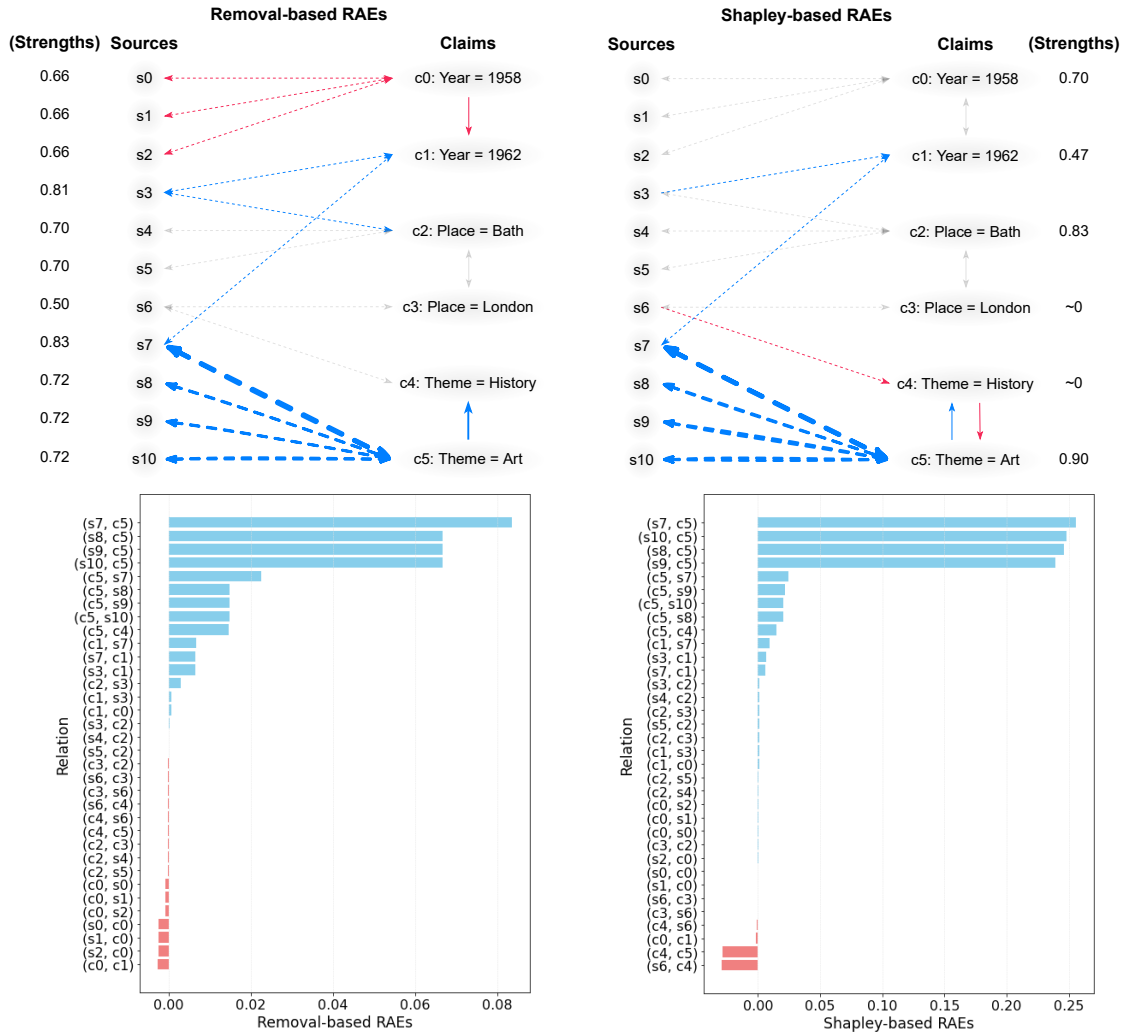 Removal-based RAEs
(Strengths) Sources Claims
0.66 s0 c0: Year = 1958
0.66 s1
0.66 s2 c1: Year = 1962
0.81 s3
0.70 s4 c2: Place = Bath
0.70 s5
0.50 s6 c3: Place = London
0.83 s7
0.72 s8 c4: Theme = History
0.72 s9
0.72 s10 c5: Theme = Art
Shapley-based RAEs
Sources Claims (Strengths)
s0 c0: Year = 1958 0.70
s1
s2 c1: Year = 1962 0.47
s3
s4 c2: Place = Bath 0.83
s5
s6 c3: Place = London ~0
s7
s8 c4: Theme = History ~0
s9
s10 c5: Theme = Art 0.90
Relation
(s7, c5)
(s8, c5)
(s9, c5)
(s10, c5)
(c5, s7)
(c5, s8)
(c5, s9)
(c5, s10)
(c5, c4)
(c1, s7)
(s7, c1)
(s3, c1)
(c2, s3)
(c1, s3)
(c1, c0)
(s3, c2)
(s4, c2)
(s5, c2)
(c3, c2)
(s6, c3)
(c3, s6)
(s6, c4)
(c4, s6)
(c4, c5)
(c2, c3)
(c2, s4)
(c2, s5)
(c0, s0)
(c0, s1)
(c0, s2)
(s0, c0)
(s1, c0)
(s2, c0)
(c0, c1)
0.00 0.02 0.04 0.06 0.08
Removal-based RAEs
Relation
(s7, c5)
(s10, c5)
(s8, c5)
(s9, c5)
(c5, s7)
(c5, s9)
(c5, s10)
(c5, s8)
(c5, c4)
(c1, s7)
(s3, c1)
(s7, c1)
(s3, c2)
(s4, c2)
(c2, s3)
(s5, c2)
(c2, c3)
(c1, s3)
(c1, c0)
(c2, s5)
(c2, s4)
(c0, s2)
(c0, s1)
(c0, s0)
(c3, c2)
(s2, c0)
(s0, c0)
(s1, c0)
(s6, c3)
(c3, s6)
(c4, s6)
(c0, c1)
(c4, c5)
(s6, c4)
0.00 0.05 0.10 0.15 0.20 0.25
Shapley-based RAEs